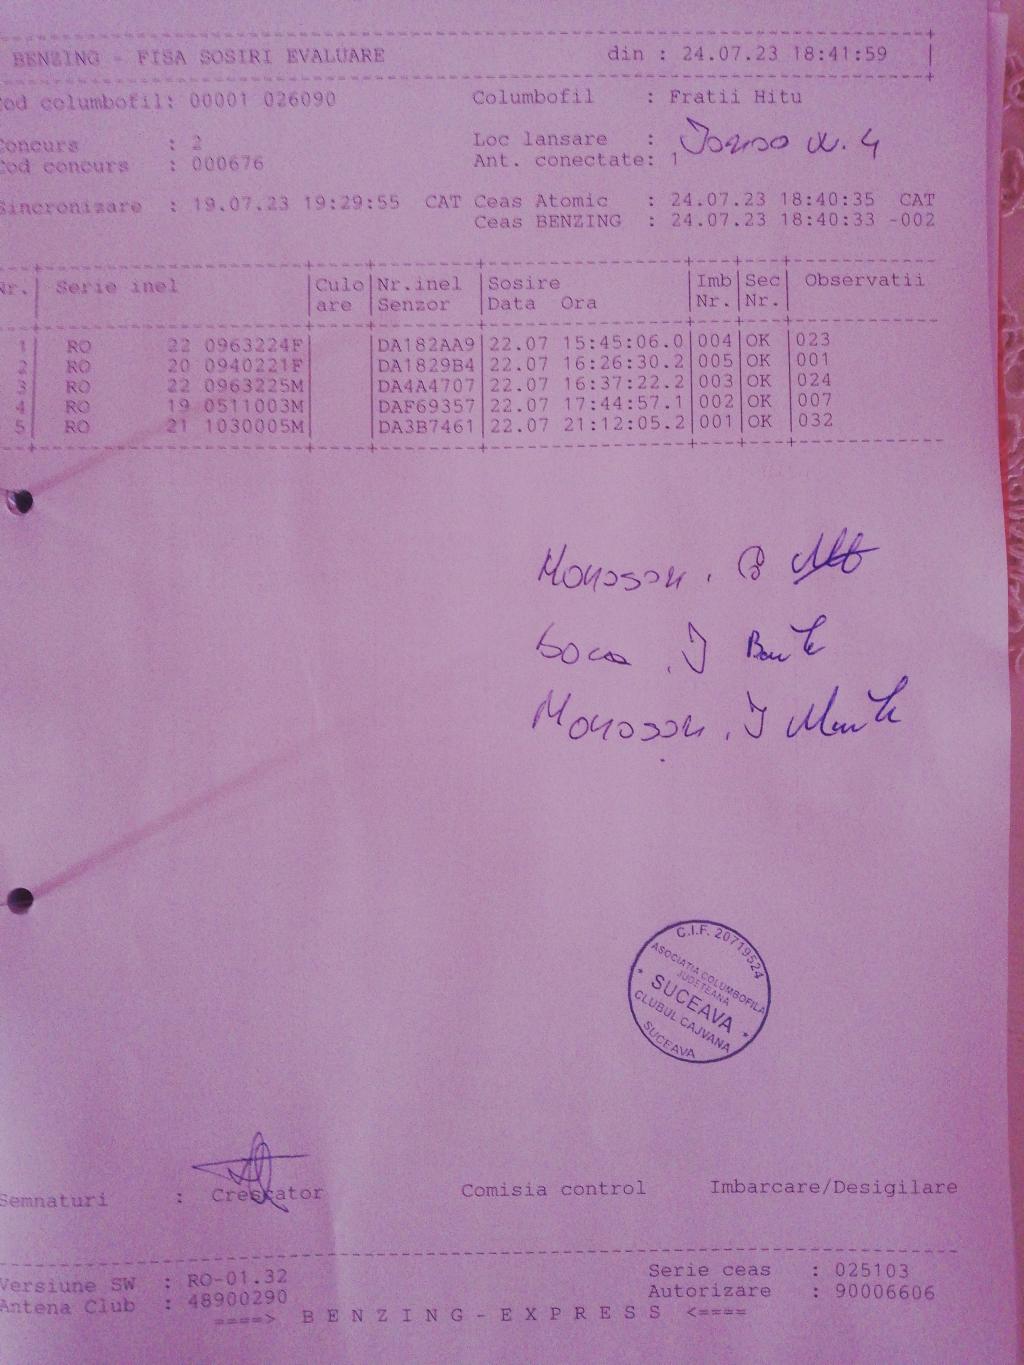 BENZING - FISA SOSIRI EVALUARE din : 24.07.23 18:41:59
Cod columbofil: 00001 026090 Columbofil : Fratii Hitu
Concurs : 2 Loc lansare :
Cod concurs : 000676 Ant. conectate: 1
Sincronizare : 19.07.23 19:29:55 CAT Ceas Atomic : 24.07.23 18:40:35 CAT
Ceas BENZING : 24.07.23 18:40:33 -002
Nr. Serie inel Culo Nr.inel Sosire Imb Sec Observatii
are Senzor Data Ora Nr. Nr.
1 RO 22 0963224F DA182AA9 22.07 15:45:06.0 004 OK 023
2 RO 20 0940221F DA1829B4 22.07 16:26:30.2 005 OK 001
3 RO 22 0963225M DA4A4707 22.07 16:37:22.2 003 OK 024
4 RO 19 0511003M DAF69357 22.07 17:44:57.1 002 OK 007
5 RO 21 1030005M DA3B7461 22.07 21:12:05.2 001 OK 032
C.I.F. 20719524
ASOCIATIA COLUMBOFILA
JUDETEANA
* SUCEAVA *
CLUBUL CAJVANA
SUCEAVA
Semnaturi : Crescator Comisia control Imbarcare/Desigilare
Versiune SW : RO-01.32 Serie ceas : 025103
Antena Club : 48900290 Autorizare : 90006606
====> B E N Z I N G - E X P R E S S <====